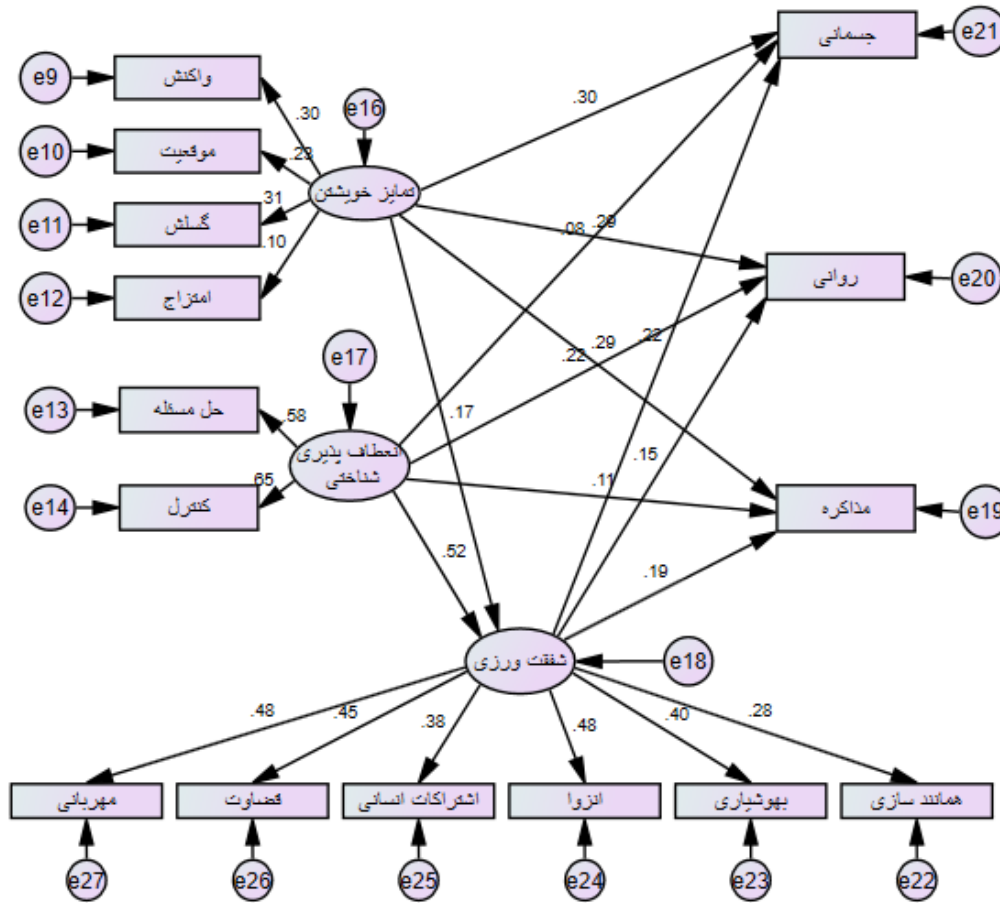 جسمانی
e21
e9
واکنش
e16
.30
.30
e10
موقعیت
.23
تمایز خویشتن
e11
گسلش
.31
.08
.29
e12
امتزاج
.10
روانی
e20
e17
.22
.29
.22
e13
حل مسئله
.58
.17
انعطاف پذیری
شناختی
.15
.65
.11
e14
کنترل
مذاکره
e19
.52
.19
شفقت ورزی
e18
.48
.45
.38
.48
.40
.28
مهربانی
قضاوت
اشتراکات انسانی
انزوا
بهوشیاری
همانند سازی
e27
e26
e25
e24
e23
e22